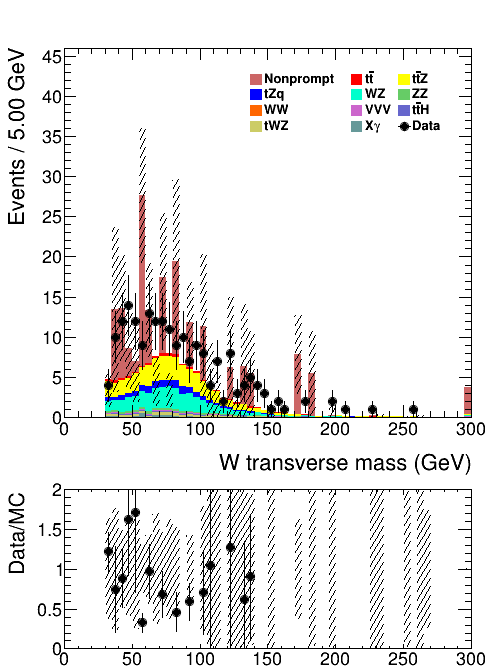 Events / 5.00 GeV
45
40
35
30
25
20
15
10
5
0
Nonprompt tt̄ tt̄Z
tZq WZ ZZ
WW VVV tt̄H
tWZ Xγ Data
0 50 100 150 200 250 300
W transverse mass (GeV)
Data/MC
2
1.5
1
0.5
0
0 50 100 150 200 250 300